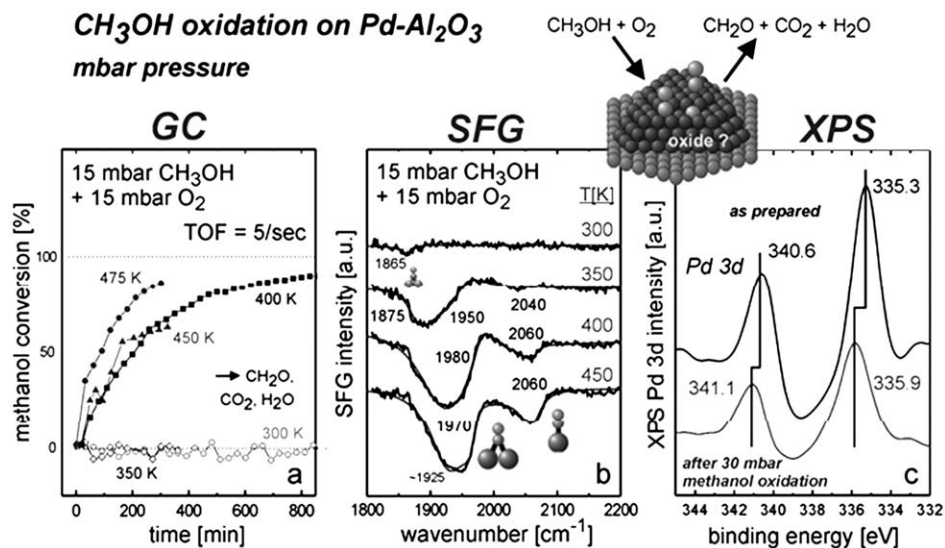 CH3OH oxidation on Pd-Al2O3
mbar pressure
CH3OH + O2
CH2O + CO2 + H2O
oxide ?
GC
SFG
XPS
15 mbar CH3OH
+ 15 mbar O2
TOF = 5/sec
475 K
400 K
450 K
CH2O,
CO2, H2O
300 K
350 K
a
methanol conversion [%]
100
50
0
0 200 400 600 800
time [min]
15 mbar CH3OH
+ 15 mbar O2
T[K]
300
1865
350
1875
1950
2040
400
1980
2060
450
1970
2060
~1925
b
SFG intensity [a.u.]
1800 1900 2000 2100 2200
wavenumber [cm-1]
335.3
as prepared
340.6
Pd 3d
341.1
335.9
after 30 mbar
methanol oxidation
c
XPS Pd 3d intensity [a.u.]
344 342 340 338 336 334 332
binding energy [eV]